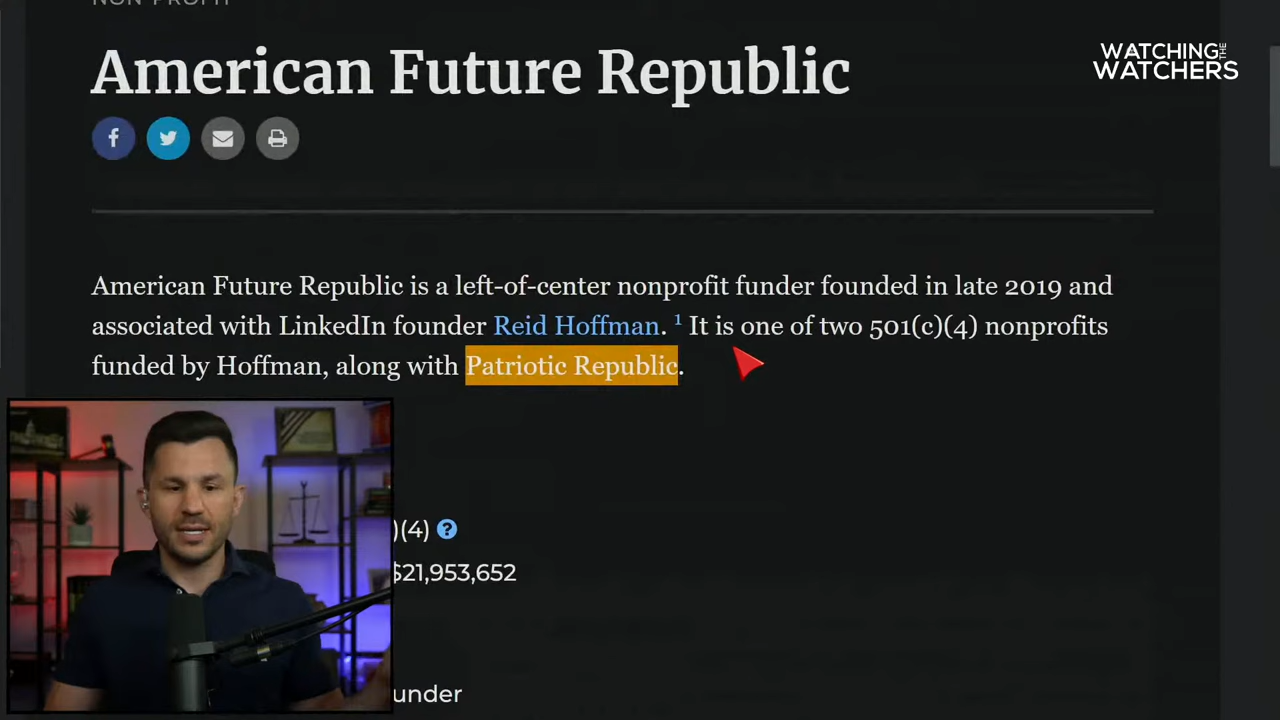 NON-PROFIT
American Future Republic
WATCHING THE
WATCHERS
American Future Republic is a left-of-center nonprofit funder founded in late 2019 and
associated with LinkedIn founder Reid Hoffman. ¹ It is one of two 501(c)(4) nonprofits
funded by Hoffman, along with Patriotic Republic.
)(4) ?
$21,953,652
under